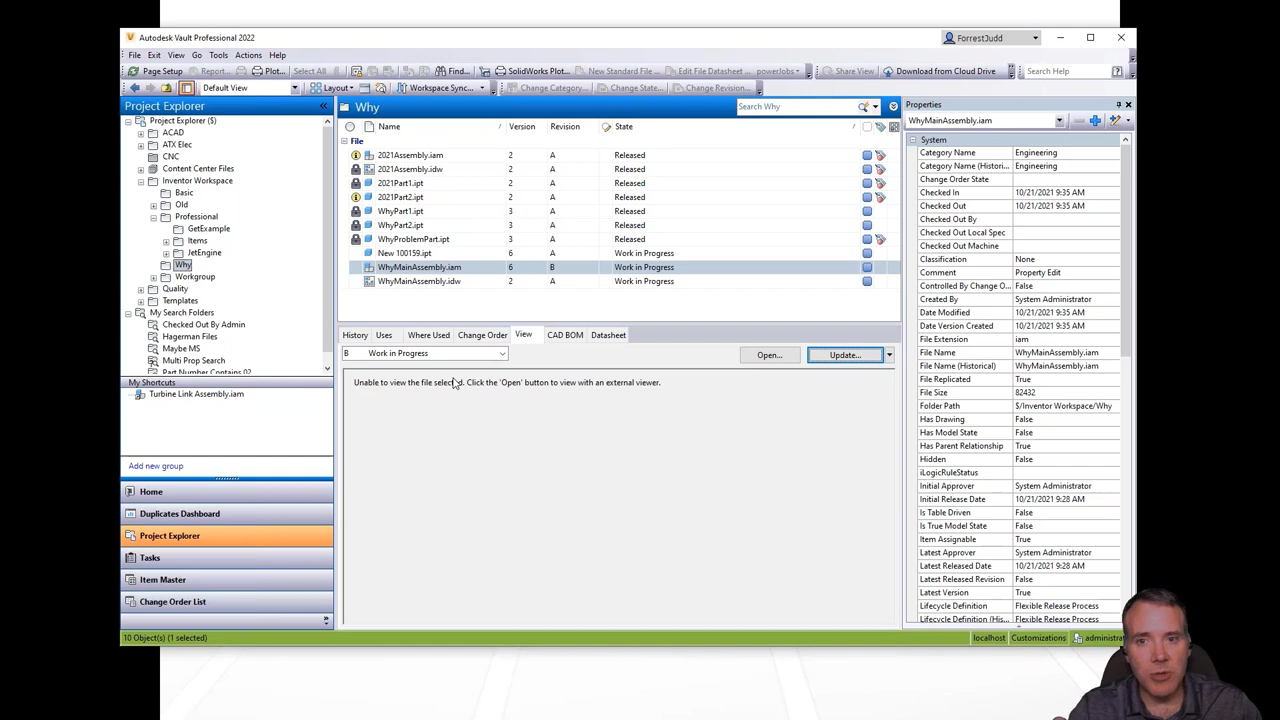 Autodesk Vault Professional 2022
ForrestJudd
File Edit View Go Tools Actions Help
Page Setup Report... Plot... Select All Find... SolidWorks Plot... New Standard File... Edit File Datasheet... powerJobs Share View Download from Cloud Drive Search Help
Default View Layout Workspace Sync... Change Category... Change State... Change Revision...
Project Explorer
Project Explorer ($)
ACAD
ATX Elec
CNC
Content Center Files
Inventor Workspace
Basic
Old
Professional
GetExample
Items
JetEngine
Why
Workgroup
Quality
Templates
My Search Folders
Checked Out By Admin
Hagerman Files
Maybe MS
Multi Prop Search
Part Number Contains 02
My Shortcuts
Turbine Link Assembly.iam
Add new group
Home
Duplicates Dashboard
Project Explorer
Tasks
Item Master
Change Order List
Why
Search Why
Name Version Revision State
File
2021Assembly.iam 2 A Released
2021Assembly.idw 2 A Released
2021Part1.ipt 2 A Released
2021Part2.ipt 2 A Released
WhyPart1.ipt 3 A Released
WhyPart2.ipt 3 A Released
WhyProblemPart.ipt 3 A Released
New 100159.ipt 6 A Work in Progress
WhyMainAssembly.iam 6 B Work in Progress
WhyMainAssembly.idw 2 A Work in Progress
History Uses Where Used Change Order View CAD BOM Datasheet
B Work in Progress Open... Update...
Unable to view the file selected. Click the 'Open' button to view with an external viewer.
Properties
WhyMainAssembly.iam
System
Category Name Engineering
Category Name (Historic... Engineering
Change Order State
Checked In 10/21/2021 9:35 AM
Checked Out 10/21/2021 9:35 AM
Checked Out By
Checked Out Local Spec
Checked Out Machine
Classification None
Comment Property Edit
Controlled By Change O... False
Created By System Administrator
Date Modified 10/21/2021 9:35 AM
Date Version Created 10/21/2021 9:35 AM
File Extension iam
File Name WhyMainAssembly.iam
File Name (Historical) WhyMainAssembly.iam
File Replicated True
File Size 82432
Folder Path $/Inventor Workspace/Why
Has Drawing False
Has Model State False
Has Parent Relationship True
Hidden False
iLogicRuleStatus
Initial Approver System Administrator
Initial Release Date 10/21/2021 9:28 AM
Is Table Driven False
Is True Model State False
Item Assignable True
Latest Approver System Administrator
Latest Released Date 10/21/2021 9:28 AM
Latest Released Revision False
Latest Version True
Lifecycle Definition Flexible Release Process
Lifecycle Definition (His... Flexible Release Process
10 Object(s) (1 selected) localhost Customizations